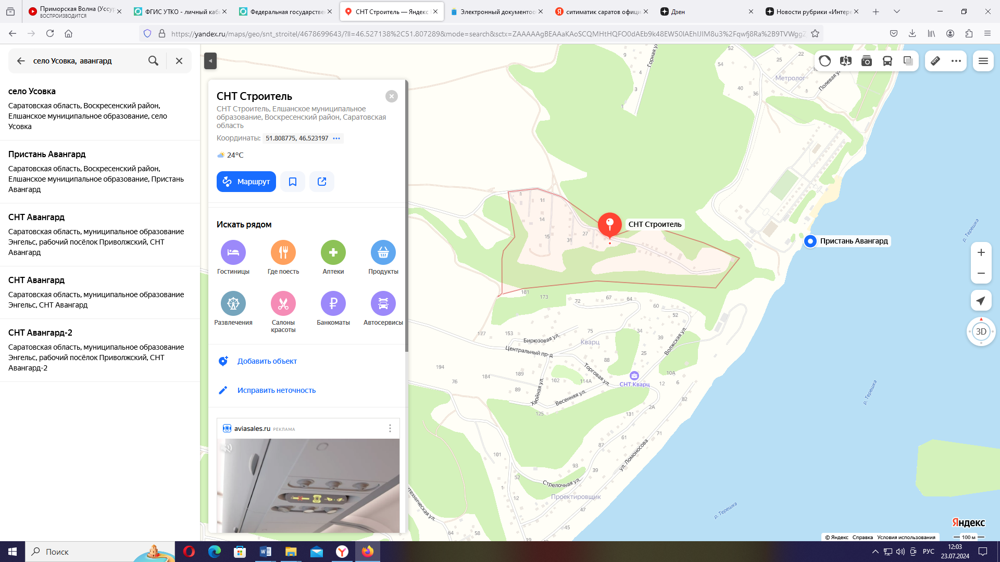 Приморская Волна (Уссур
ВОСПРОИЗВОДИТСЯ
ФГИС УТКО - личный каб
Федеральная государстве
СНТ Строитель — Яндекс
Электронный документоо
ситиматик саратов офиц
Дзен
Новости рубрики «Интере
https://yandex.ru/maps/geo/snt_stroitel/4678699643/?ll=46.527138%2C51.807289&mode=search&sctx=
село Усовка, авангард
село Усовка
Саратовская область, Воскресенский район,
Елшанское муниципальное образование, село
Усовка
Пристань Авангард
Саратовская область, Воскресенский район,
Елшанское муниципальное образование, Пристань
Авангард
СНТ Авангард
Саратовская область, муниципальное образование
Энгельс, рабочий посёлок Приволжский, СНТ
Авангард
СНТ Авангард
Саратовская область, муниципальное образование
Энгельс, СНТ Авангард
СНТ Авангард-2
Саратовская область, муниципальное образование
Энгельс, рабочий посёлок Приволжский, СНТ
Авангард-2
СНТ Строитель
СНТ Строитель, Елшанское муниципальное
образование, Воскресенский район, Саратовская
область
Координаты: 51.808775, 46.523197
24°C
Маршрут
Искать рядом
Гостиницы
Где поесть
Аптеки
Продукты
Развлечения
Салоны
красоты
Банкоматы
Автосервисы
Добавить объект
Исправить неточность
aviasales.ru РЕКЛАМА
9
Горная у
4
3
1
52
54
25
22
Метролог
Полевая ул
40
36
1
1
11
14
15
31
27
СНТ Строитель
Пристань Авангард
р. Терешка
181
173
72
67
64
60
52
177
153
75
34
39
Бирюзовая ул.
Кварц
Волжская ул.
Центральный пр-д
25
88
194
189
Торговая ул.
10А
184
102
114А
76
СНТ Кварц
12
6
89
Хвойная ул.
Весенняя ул.
82
2А
125
131
р. Терешка
61
71
87
101
93
39
ул. Ломоносова
52
Стрелочная ул.
1
12
Проектировщик
47
45
р. Терешка
64
58
19
3D
Яндекс
© Яндекс Справка Условия использования
100 м
Поиск
РУС
12:03
23.07.2024